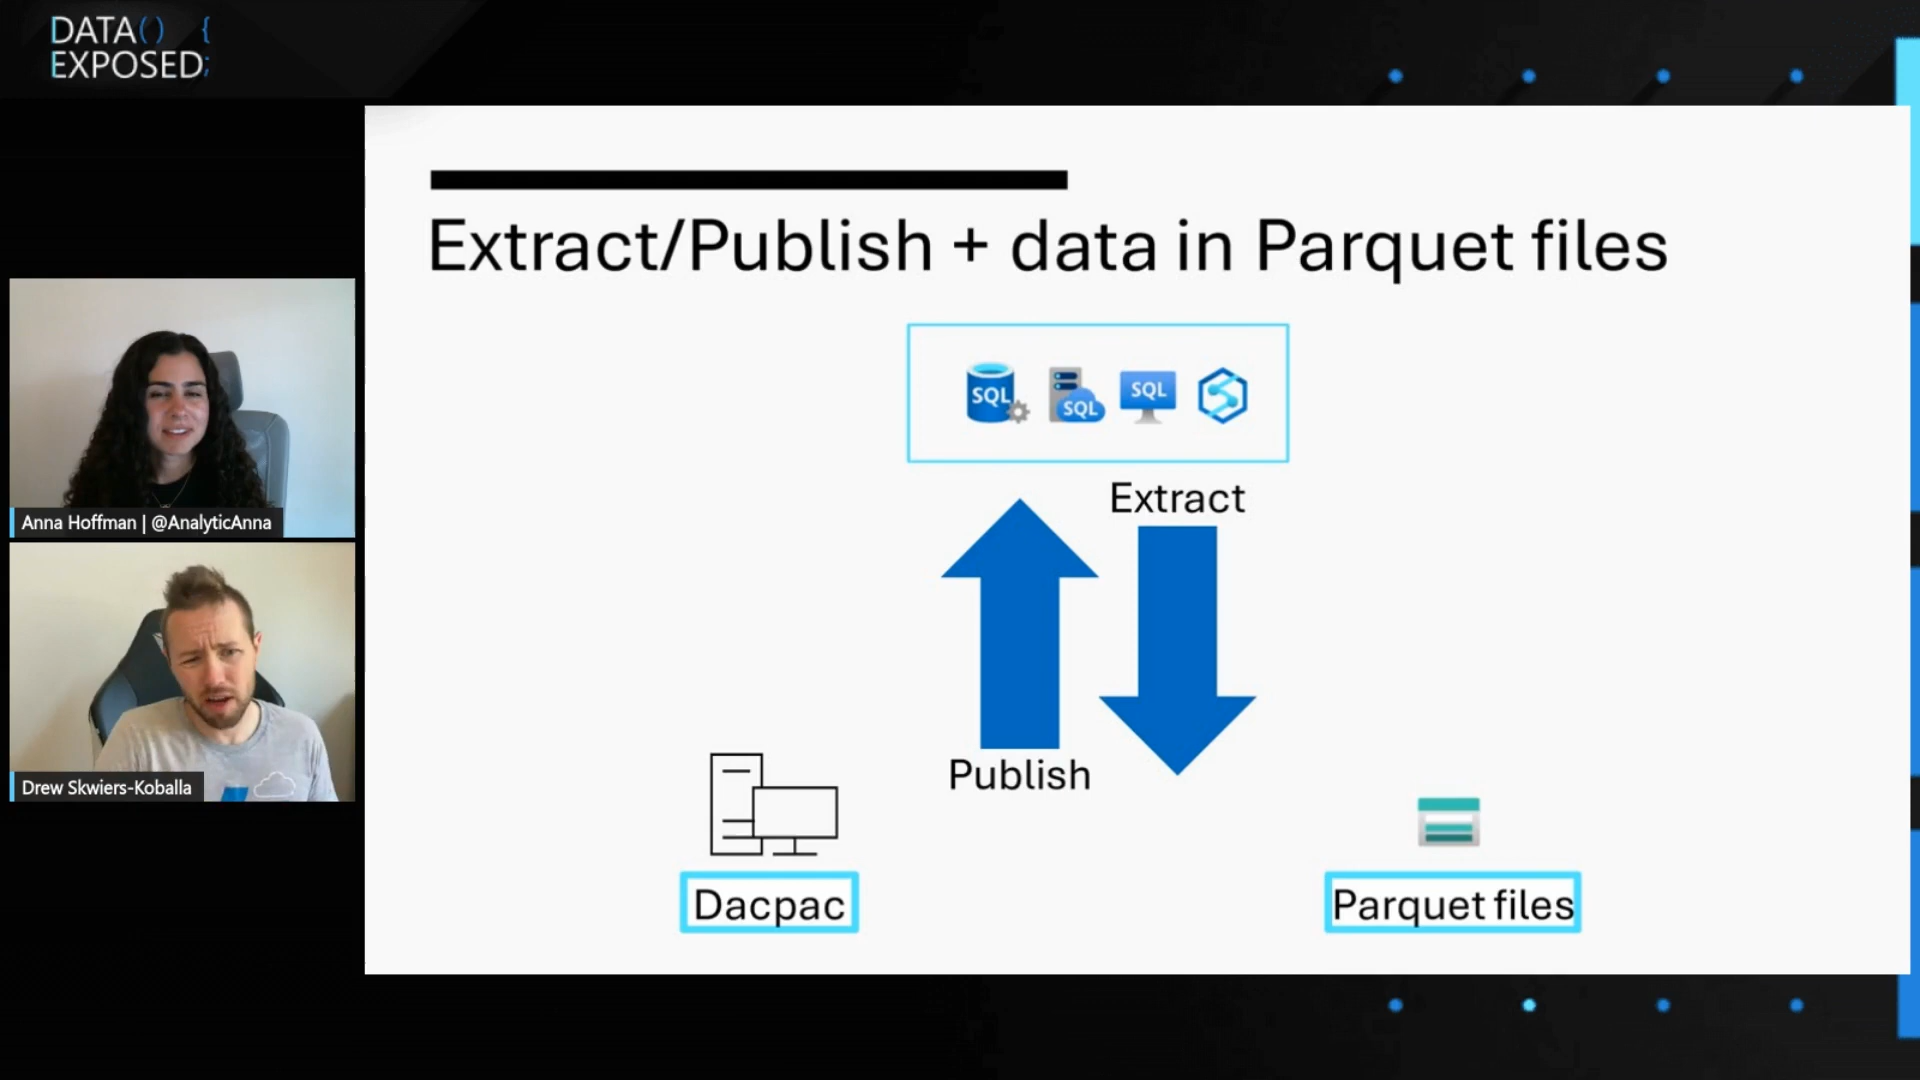 DATA() {
EXPOSED;
Extract/Publish + data in Parquet files
SQL
SQL
SQL
Extract
Publish
Dacpac
Parquet files
Anna Hoffman | @AnalyticAnna
Drew Skwiers-Koballa